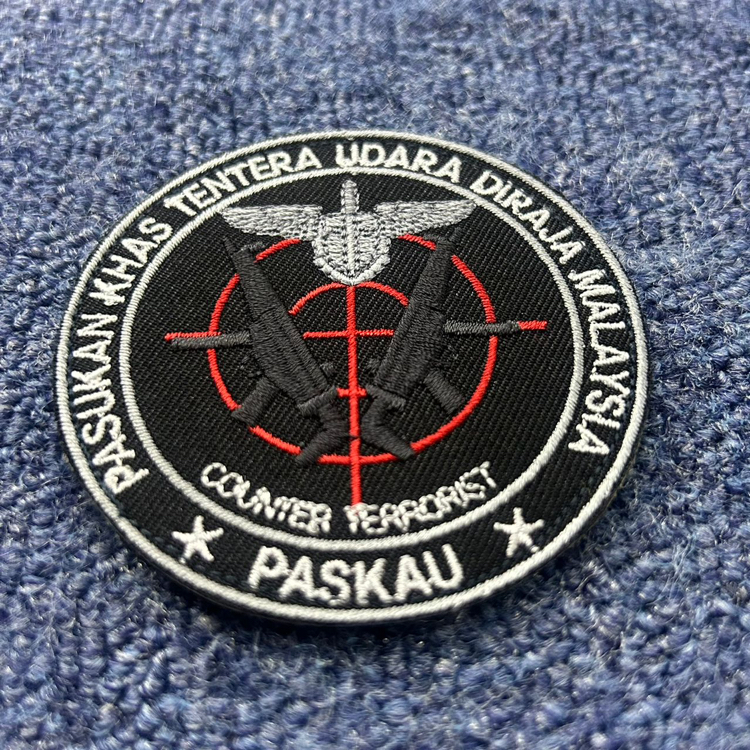 PASUKAN KHAS TENTERA UDARA DIRAJA MALAYSIA
COUNTER TERRORIST
PASKAU